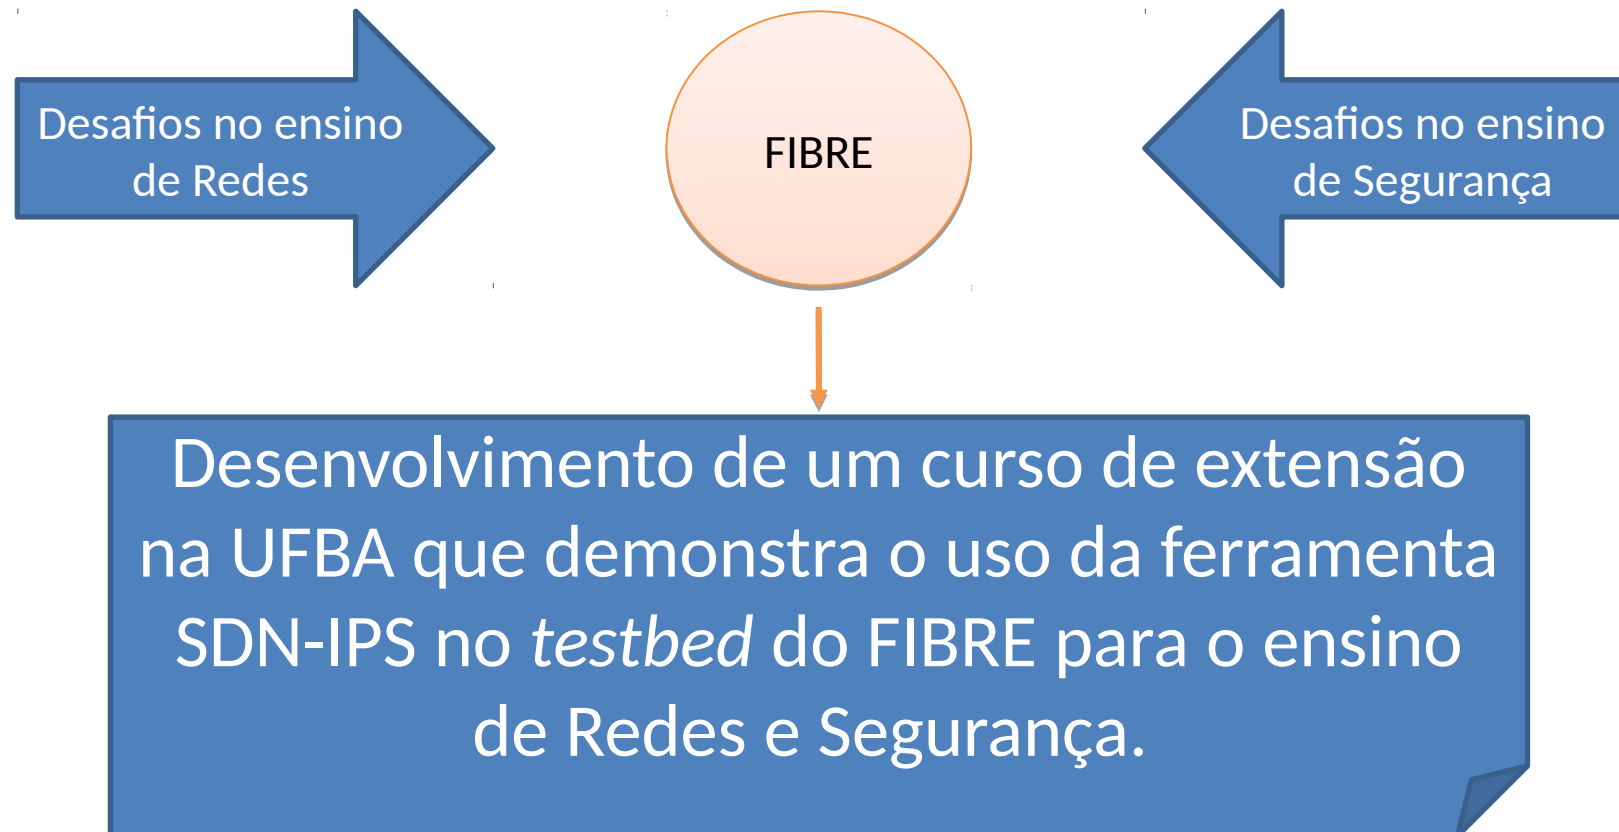 Desafios no ensino
de Redes
FIBRE
Desafios no ensino
de Segurança
Desenvolvimento de um curso de extensão
na UFBA que demonstra o uso da ferramenta
SDN-IPS no testbed do FIBRE para o ensino
de Redes e Segurança.